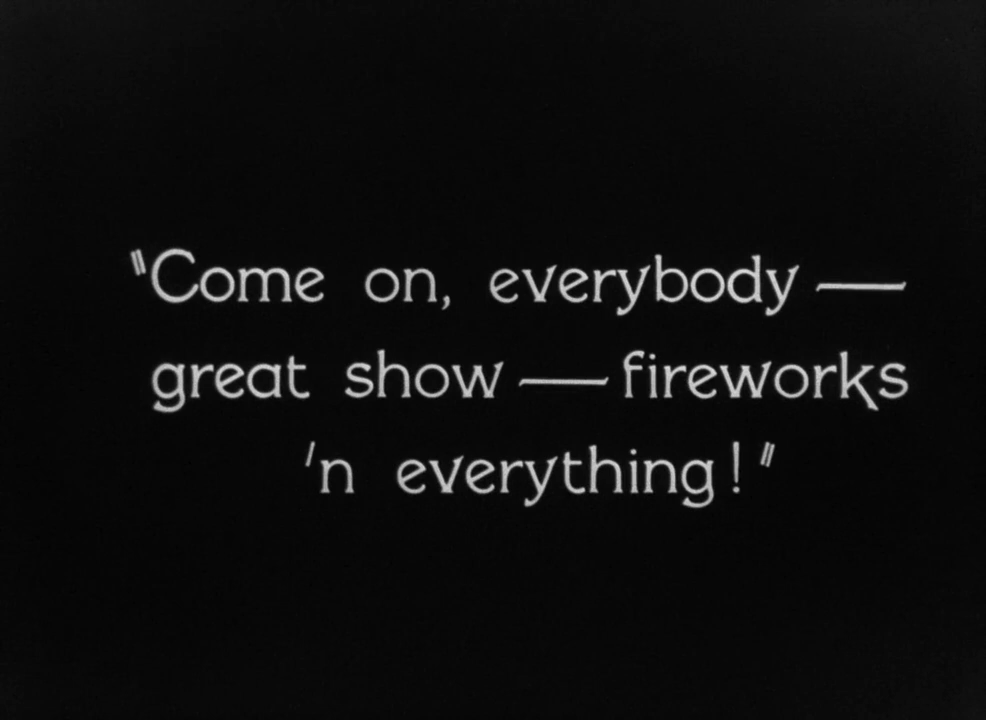 "Come on, everybody —
great show — fireworks
'n everything!"